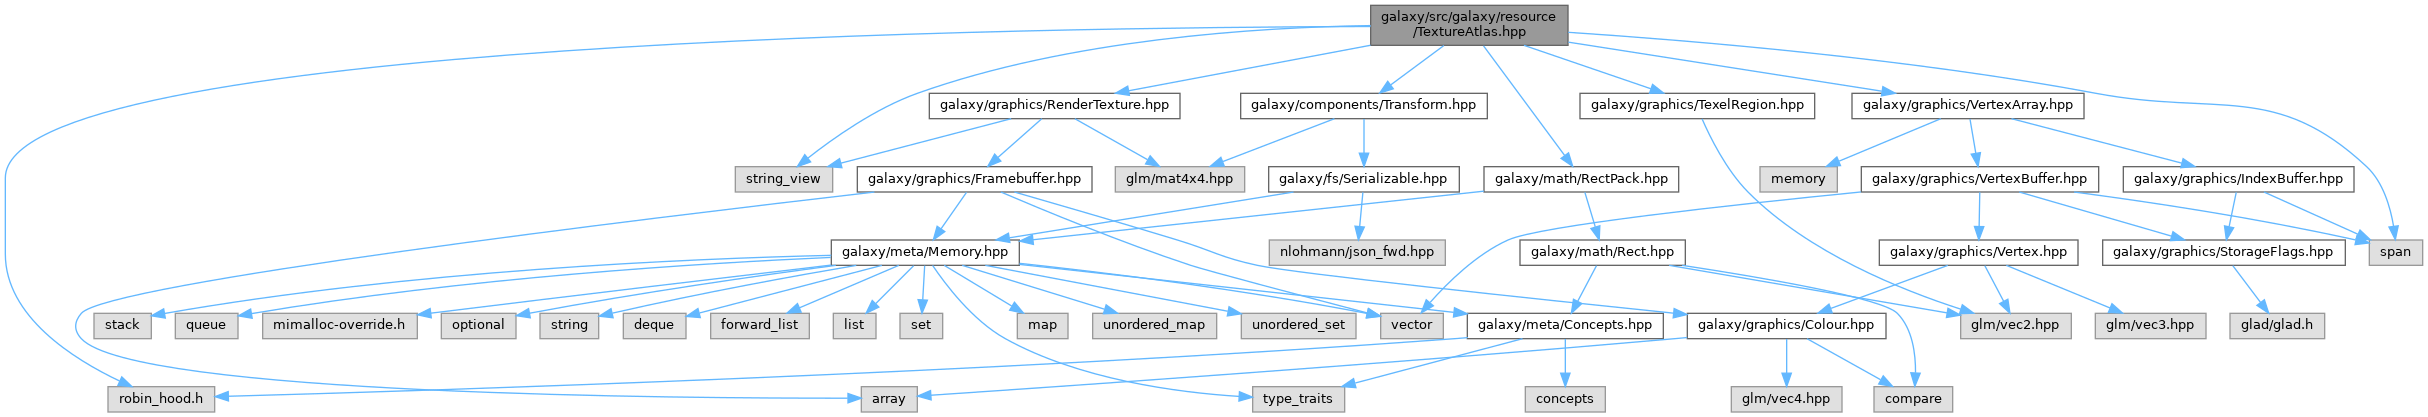 galaxy/src/galaxy/resource
/TextureAtlas.hpp
galaxy/graphics/RenderTexture.hpp
galaxy/components/Transform.hpp
galaxy/graphics/TexelRegion.hpp
galaxy/graphics/VertexArray.hpp
string_view
galaxy/graphics/Framebuffer.hpp
glm/mat4x4.hpp
galaxy/fs/Serializable.hpp
galaxy/math/RectPack.hpp
memory
galaxy/graphics/VertexBuffer.hpp
galaxy/graphics/IndexBuffer.hpp
galaxy/meta/Memory.hpp
nlohmann/json_fwd.hpp
galaxy/math/Rect.hpp
galaxy/graphics/Vertex.hpp
galaxy/graphics/StorageFlags.hpp
span
stack
queue
mimalloc-override.h
optional
string
deque
forward_list
list
set
map
unordered_map
unordered_set
vector
galaxy/meta/Concepts.hpp
galaxy/graphics/Colour.hpp
glm/vec2.hpp
glm/vec3.hpp
glad/glad.h
robin_hood.h
array
type_traits
concepts
glm/vec4.hpp
compare